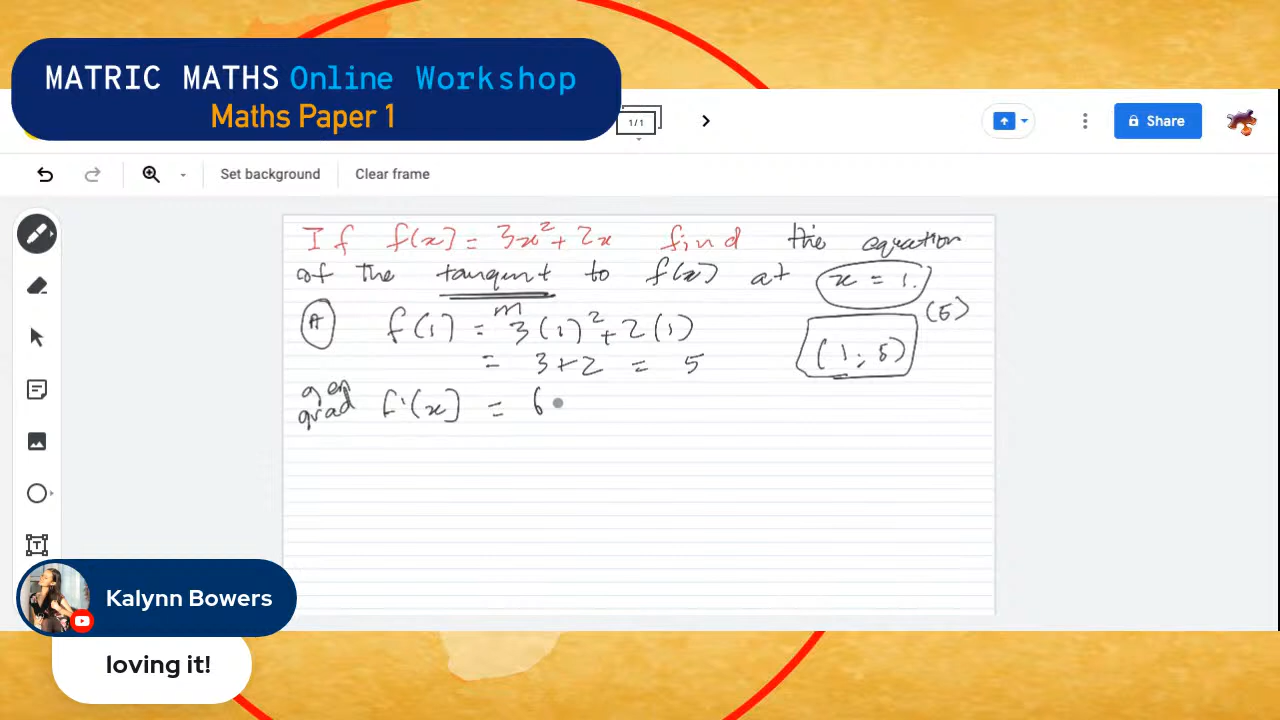 MATRIC MATHS Online Workshop
Maths Paper 1
1/1
Share
Set background
Clear frame
If f(x) = 3x² + 2x find the equation
of the tangent to f(x) at x = 1.
(5)
m
A f(1) = 3(1)² + 2(1)
(1; 5)
= 3+2 = 5
gen
grad f'(x) = 6
Kalynn Bowers
loving it!